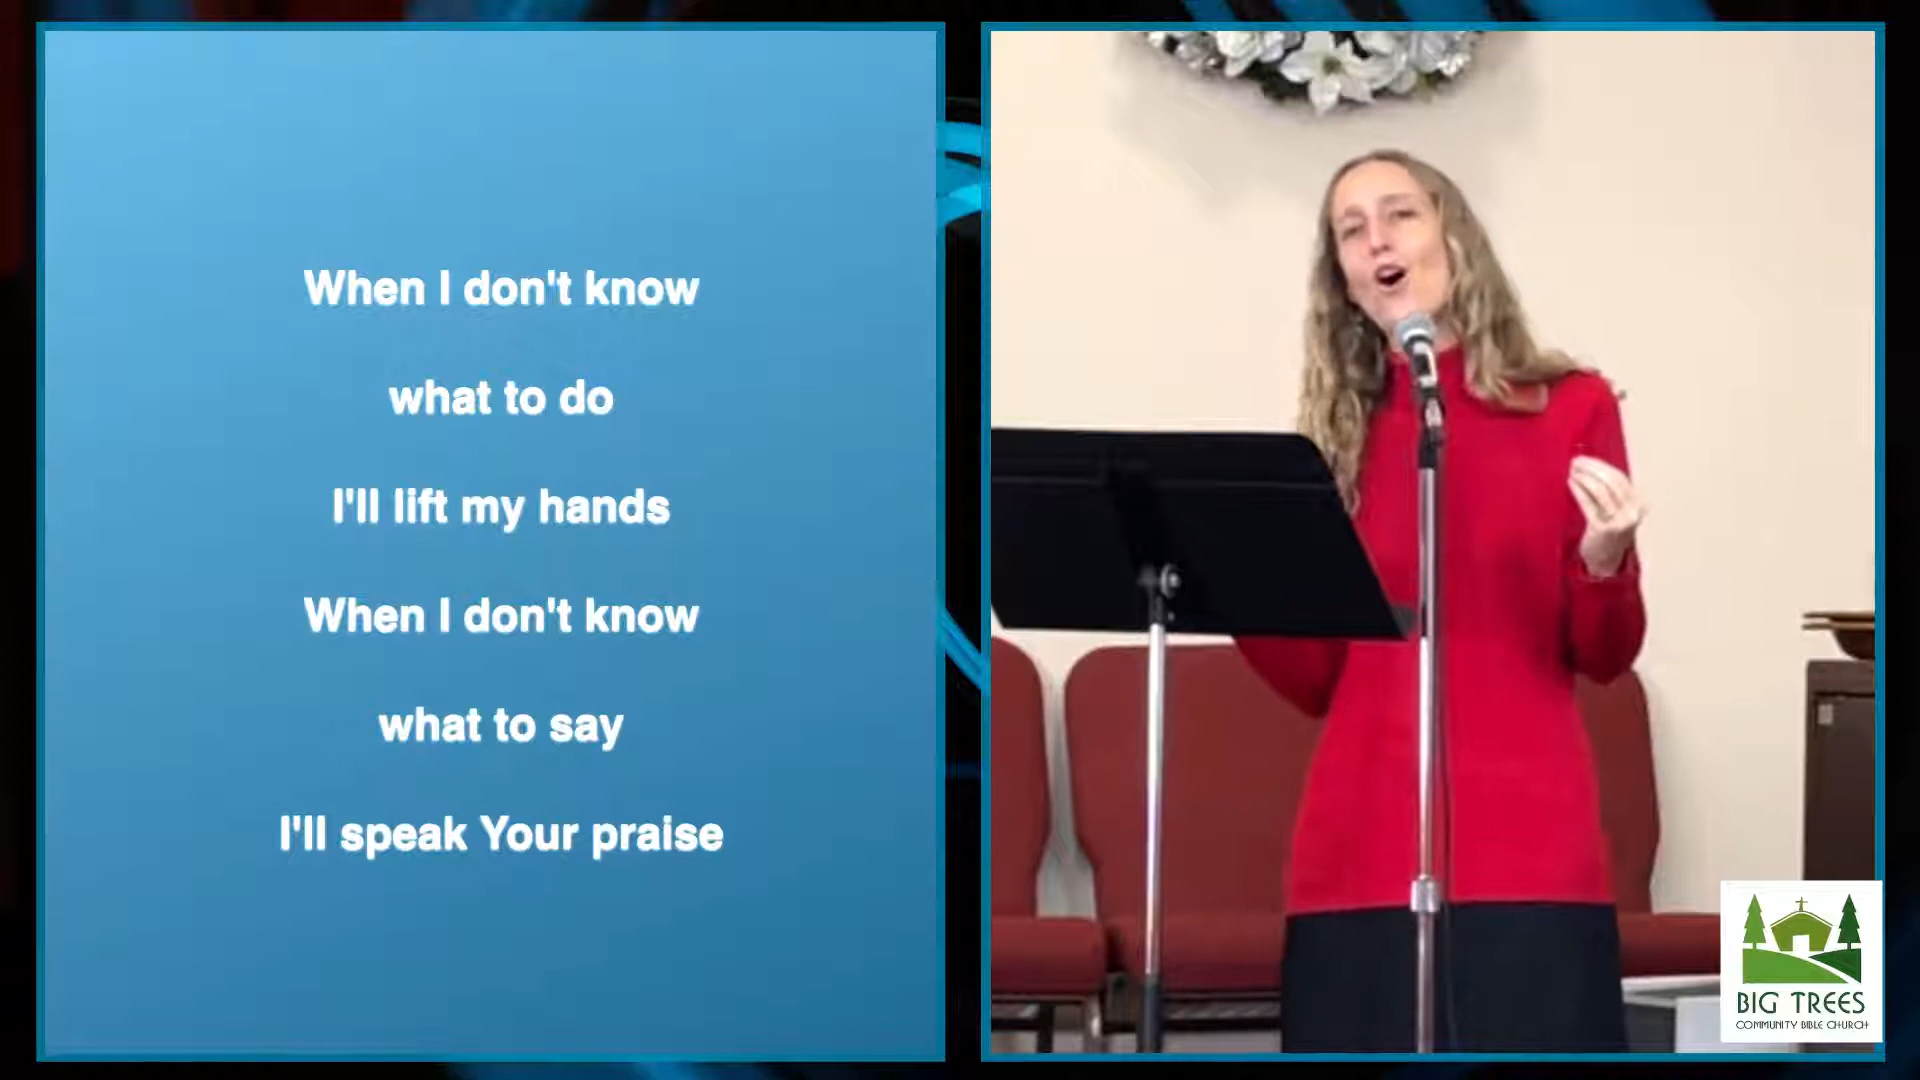 When I don't know
what to do
I'll lift my hands
When I don't know
what to say
I'll speak Your praise
BIG TREES
COMMUNITY BIBLE CHURCH